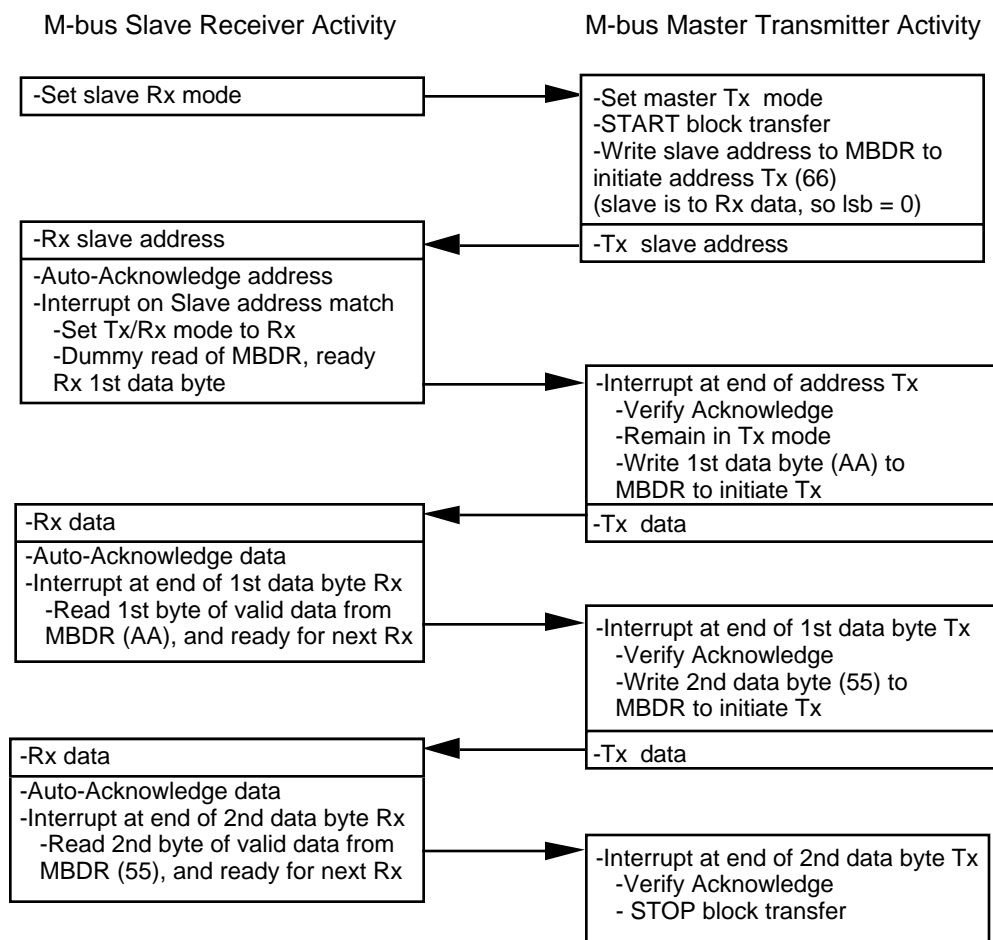 M-bus Slave Receiver Activity
M-bus Master Transmitter Activity
-Set slave Rx mode
-Set master Tx mode
-START block transfer
-Write slave address to MBDR to
initiate address Tx (66)
(slave is to Rx data, so lsb = 0)
-Tx slave address
-Rx slave address
-Auto-Acknowledge address
-Interrupt on Slave address match
-Set Tx/Rx mode to Rx
-Dummy read of MBDR, ready
Rx 1st data byte
-Interrupt at end of address Tx
-Verify Acknowledge
-Remain in Tx mode
-Write 1st data byte (AA) to
MBDR to initiate Tx
-Tx data
-Rx data
-Auto-Acknowledge data
-Interrupt at end of 1st data byte Rx
-Read 1st byte of valid data from
MBDR (AA), and ready for next Rx
-Interrupt at end of 1st data byte Tx
-Verify Acknowledge
-Write 2nd data byte (55) to
MBDR to initiate Tx
-Tx data
-Rx data
-Auto-Acknowledge data
-Interrupt at end of 2nd data byte Rx
-Read 2nd byte of valid data from
MBDR (55), and ready for next Rx
-Interrupt at end of 2nd data byte Tx
-Verify Acknowledge
- STOP block transfer